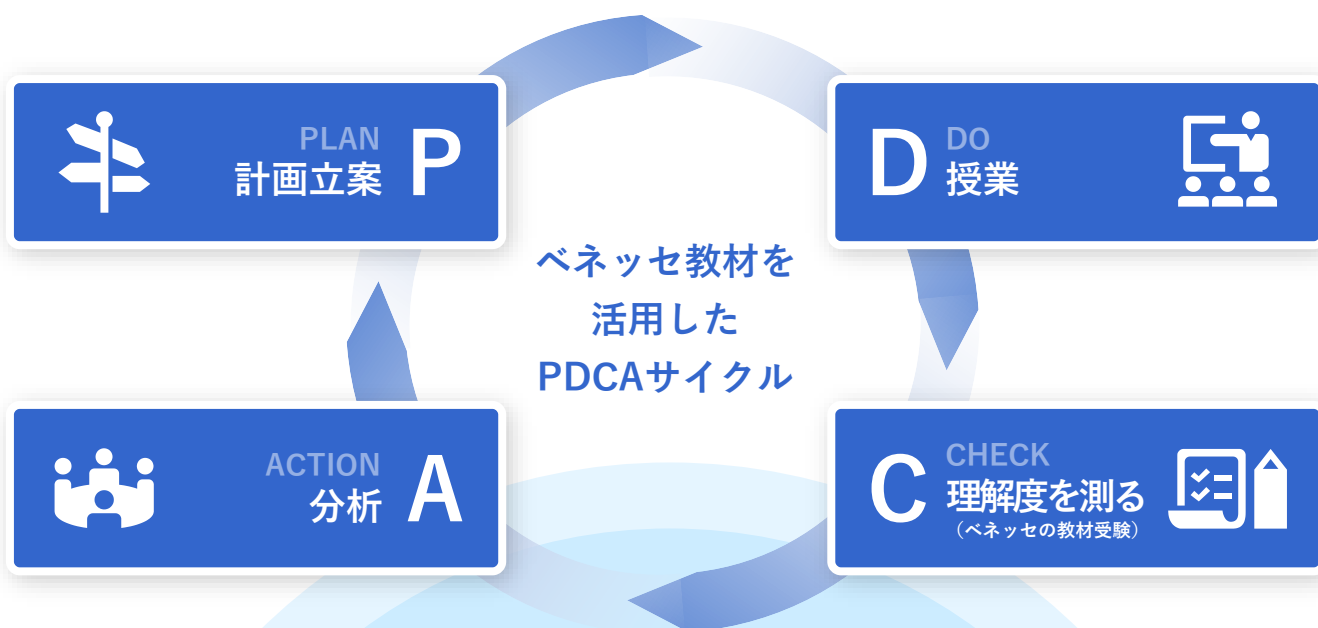 PLAN
計画立案
P
D
DO
授業
ベネッセ教材を
活用した
PDCAサイクル
ACTION
分析
A
C
CHECK
理解度を測る
（ベネッセの教材受験）